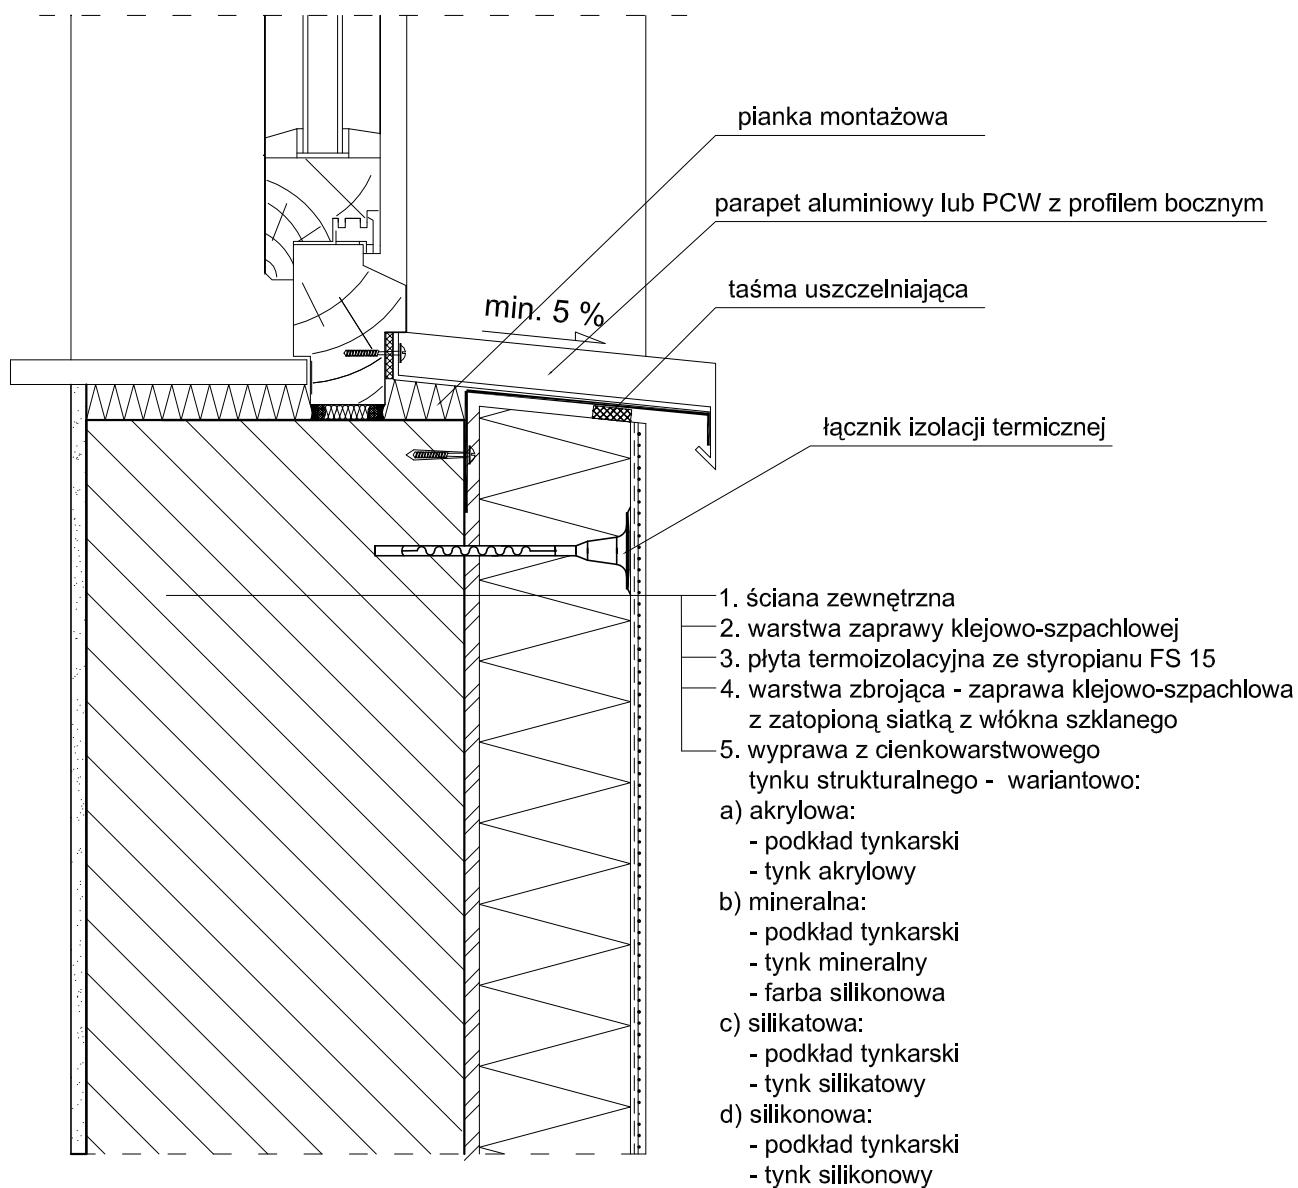 pianka montażowa
parapet aluminiowy lub PCW z profilem bocznym
taśma uszczelniająca
min. 5 %
łącznik izolacji termicznej
1. ściana zewnętrzna
2. warstwa zaprawy klejowo-szpachlowej
3. płyta termoizolacyjna ze styropianu FS 15
4. warstwa zbrojąca - zaprawa klejowo-szpachlowa
z zatopioną siatką z włókna szklanego
5. wyprawa z cienkowarstwowego
tynku strukturalnego - wariantowo:
a) akrylowa:
- podkład tynkarski
- tynk akrylowy
b) mineralna:
- podkład tynkarski
- tynk mineralny
- farba silikonowa
c) silikatowa:
- podkład tynkarski
- tynk silikatowy
d) silikonowa:
- podkład tynkarski
- tynk silikonowy